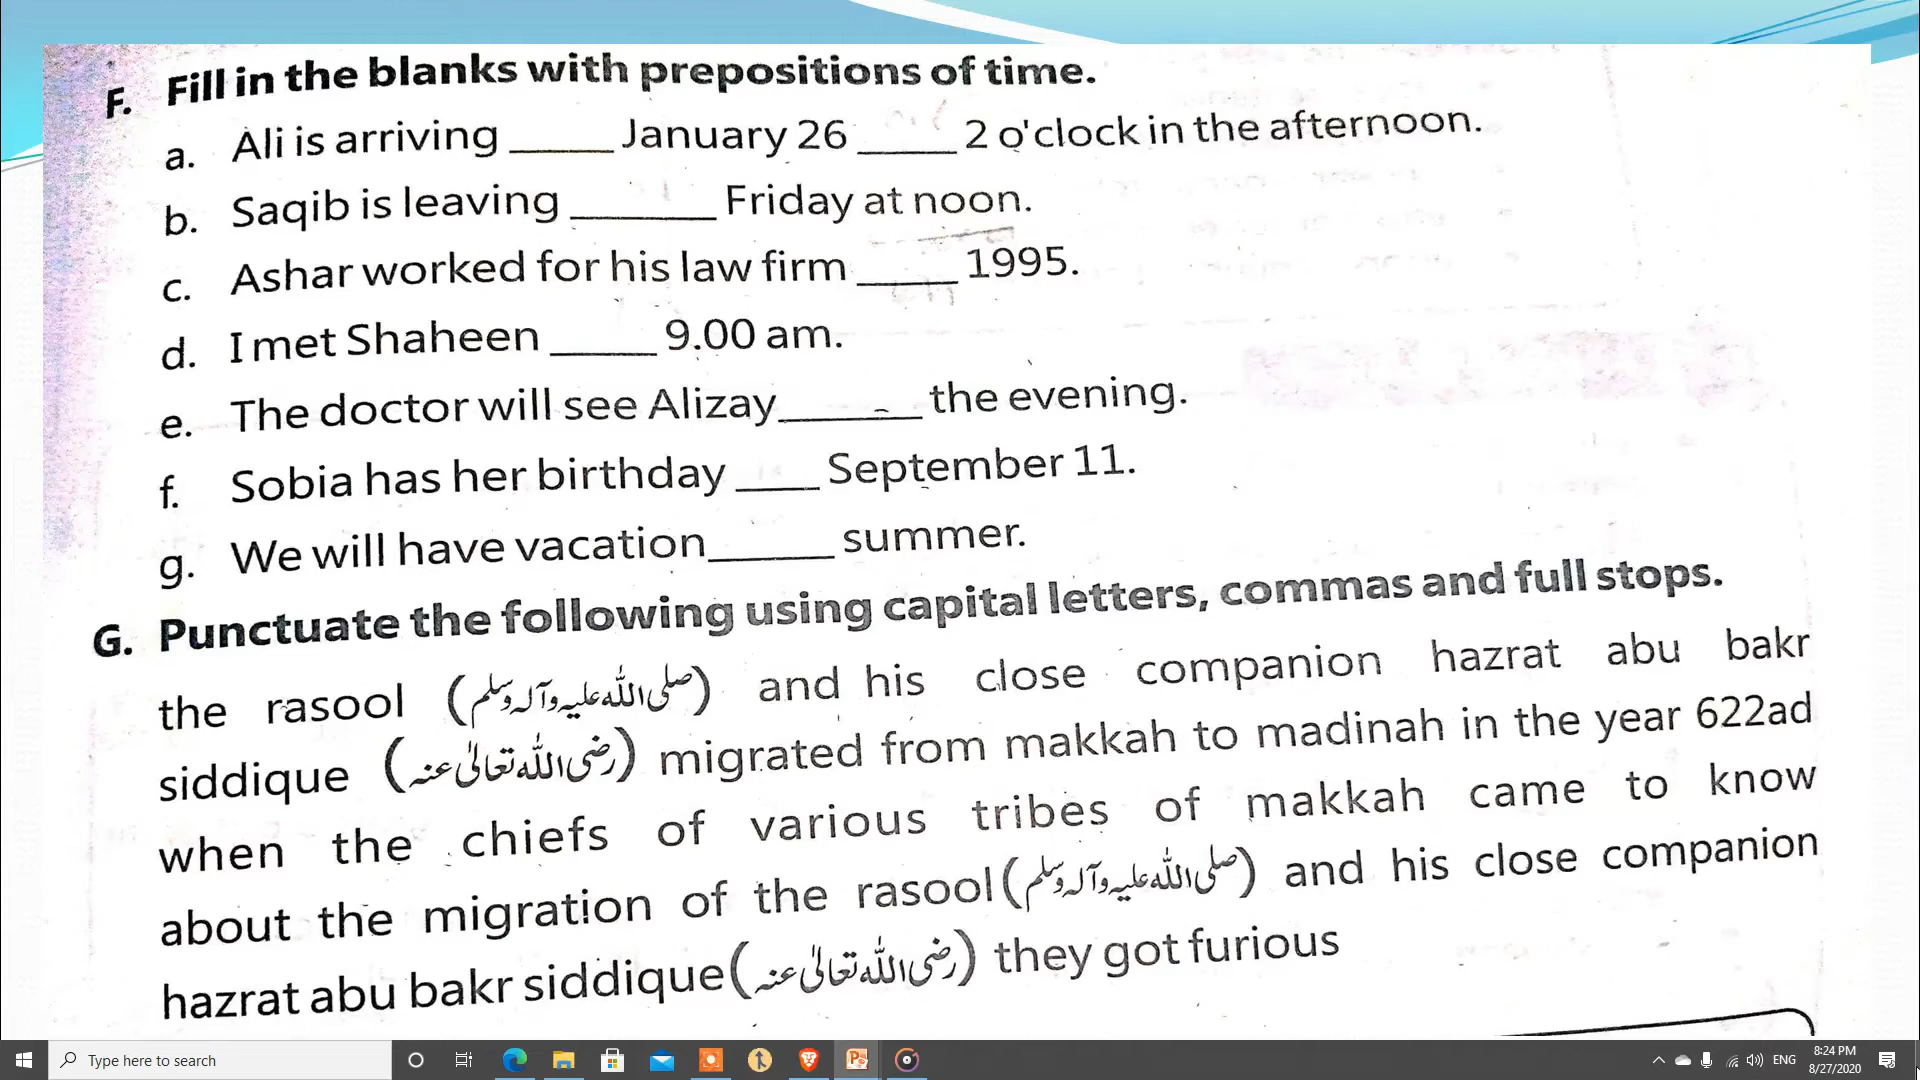 F. Fill in the blanks with prepositions of time.
a. Ali is arriving _____ January 26 _____ 2 o'clock in the afternoon.
b. Saqib is leaving _______ Friday at noon.
c. Ashar worked for his law firm _____ 1995.
d. I met Shaheen _____ 9.00 am.
e. The doctor will see Alizay_______ the evening.
f. Sobia has her birthday ____ September 11.
g. We will have vacation______ summer.
G. Punctuate the following using capital letters, commas and full stops.
the rasool (صلی اللہ علیہ وآلہ وسلم) and his close companion hazrat abu bakr
siddique (رضی اللہ تعالیٰ عنہ) migrated from makkah to madinah in the year 622ad
when the chiefs of various tribes of makkah came to know
about the migration of the rasool (صلی اللہ علیہ وآلہ وسلم) and his close companion
hazrat abu bakr siddique (رضی اللہ تعالیٰ عنہ) they got furious
Type here to search
ENG
8:24 PM
8/27/2020